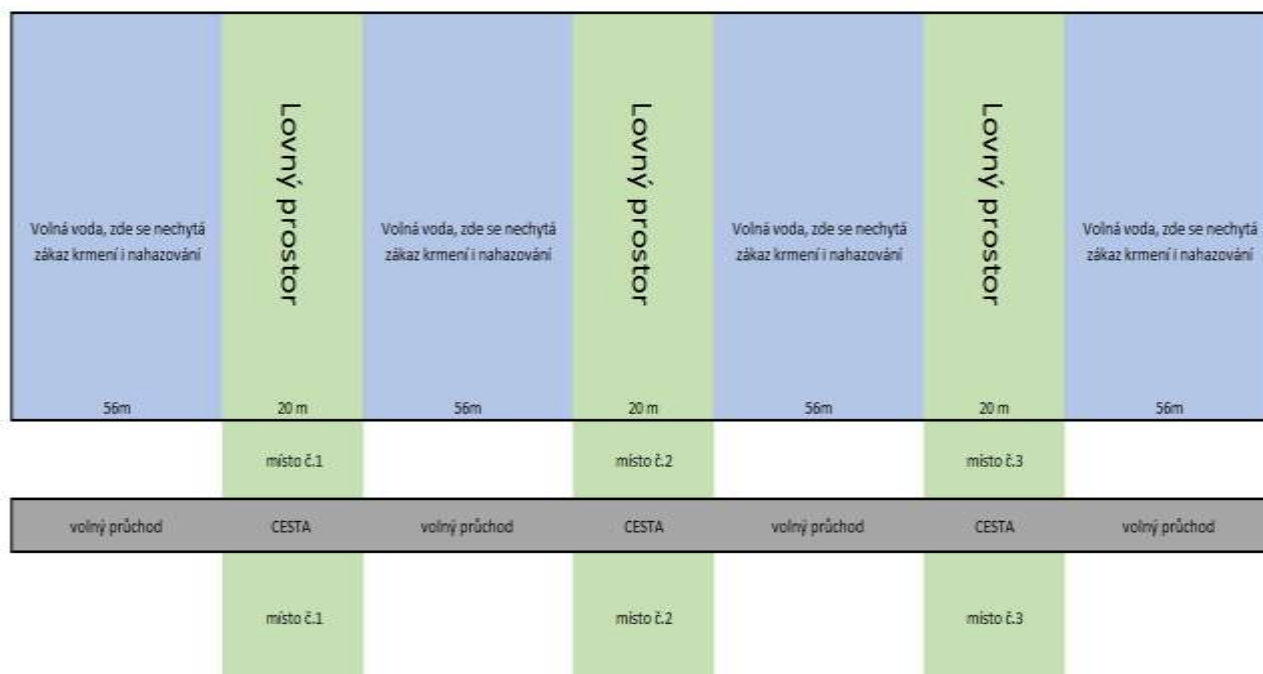 Lovný prostor
Lovný prostor
Lovný prostor
Volná voda, zde se nechytá
zákaz krmení i nahazování
Volná voda, zde se nechytá
zákaz krmení i nahazování
Volná voda, zde se nechytá
zákaz krmení i nahazování
Volná voda, zde se nechytá
zákaz krmení i nahazování
56m
20 m
56m
20 m
56m
20 m
56m
místo č.1
místo č.2
místo č.3
volný průchod
CESTA
volný průchod
CESTA
volný průchod
CESTA
volný průchod
místo č.1
místo č.2
místo č.3